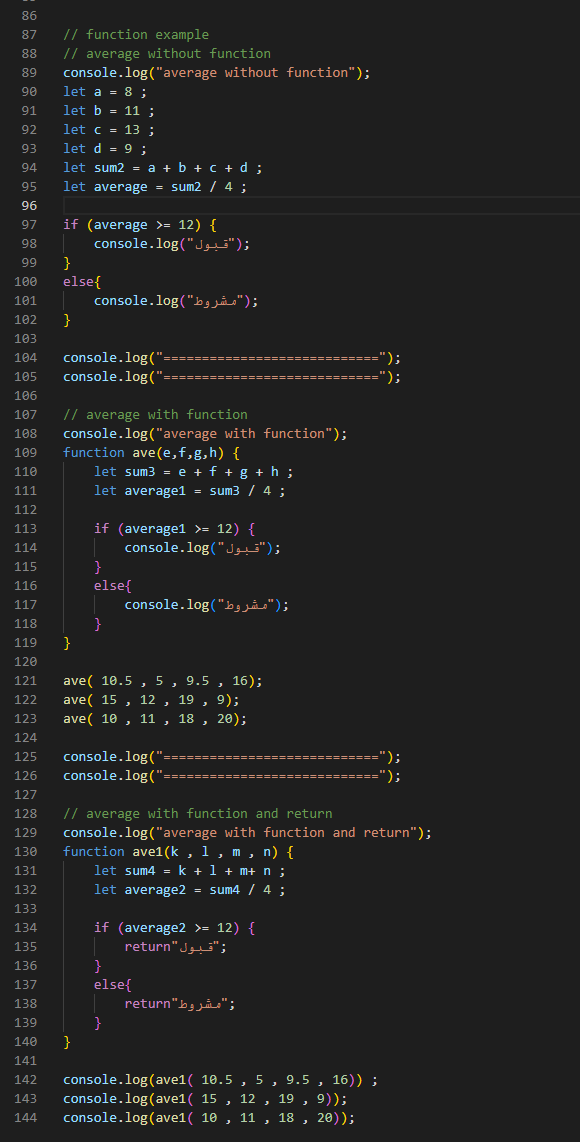 86
87 // function example
88 // average without function
89 console.log("average without function");
90 let a = 8 ;
91 let b = 11 ;
92 let c = 13 ;
93 let d = 9 ;
94 let sum2 = a + b + c + d ;
95 let average = sum2 / 4 ;
96
97 if (average >= 12) {
98     console.log("قبول");
99 }
100 else{
101     console.log("مشروط");
102 }
103
104 console.log("============================");
105 console.log("============================");
106
107 // average with function
108 console.log("average with function");
109 function ave(e,f,g,h) {
110     let sum3 = e + f + g + h ;
111     let average1 = sum3 / 4 ;
112
113     if (average1 >= 12) {
114         console.log("قبول");
115     }
116     else{
117         console.log("مشروط");
118     }
119 }
120
121 ave( 10.5 , 5 , 9.5 , 16);
122 ave( 15 , 12 , 19 , 9);
123 ave( 10 , 11 , 18 , 20);
124
125 console.log("============================");
126 console.log("============================");
127
128 // average with function and return
129 console.log("average with function and return");
130 function ave1(k , l , m , n) {
131     let sum4 = k + l + m+ n ;
132     let average2 = sum4 / 4 ;
133
134     if (average2 >= 12) {
135         return"قبول";
136     }
137     else{
138         return"مشروط";
139     }
140 }
141
142 console.log(ave1( 10.5 , 5 , 9.5 , 16)) ;
143 console.log(ave1( 15 , 12 , 19 , 9));
144 console.log(ave1( 10 , 11 , 18 , 20));